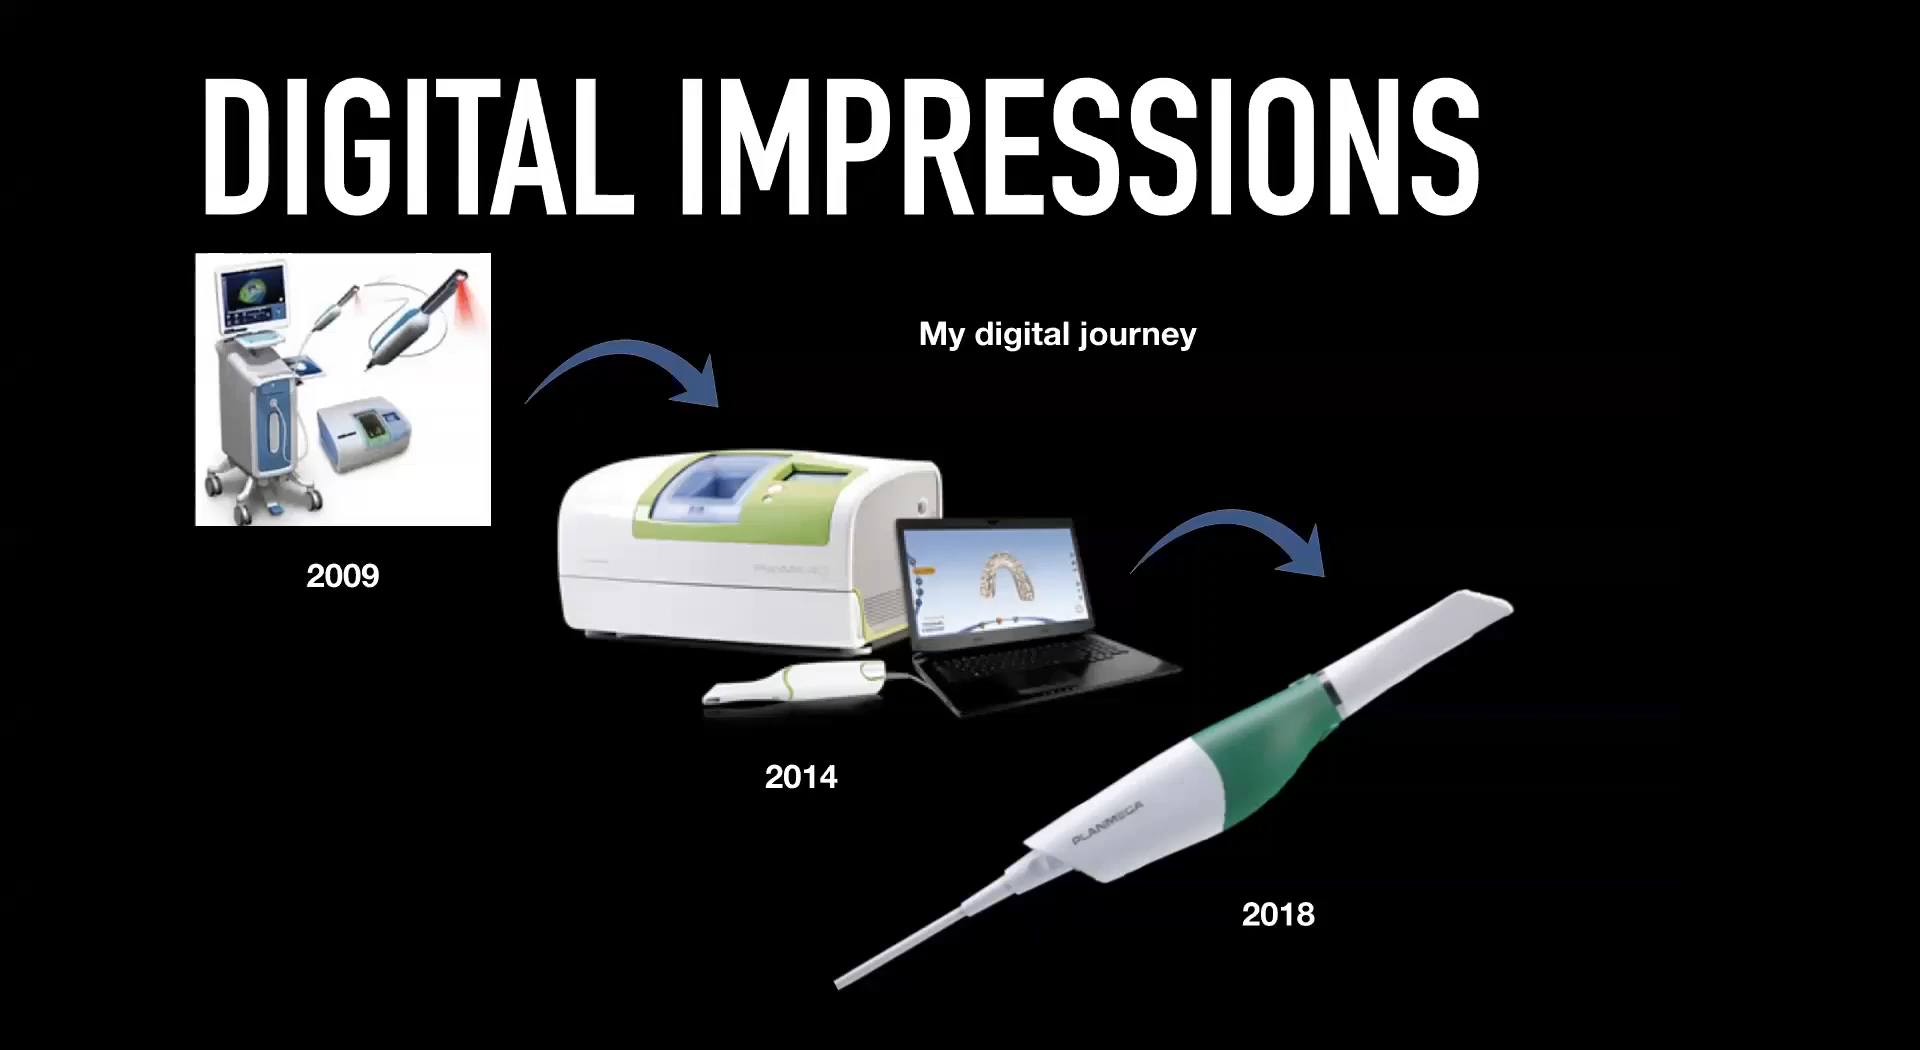 DIGITAL IMPRESSIONS
My digital journey
2009
2014
PLANMECA
2018